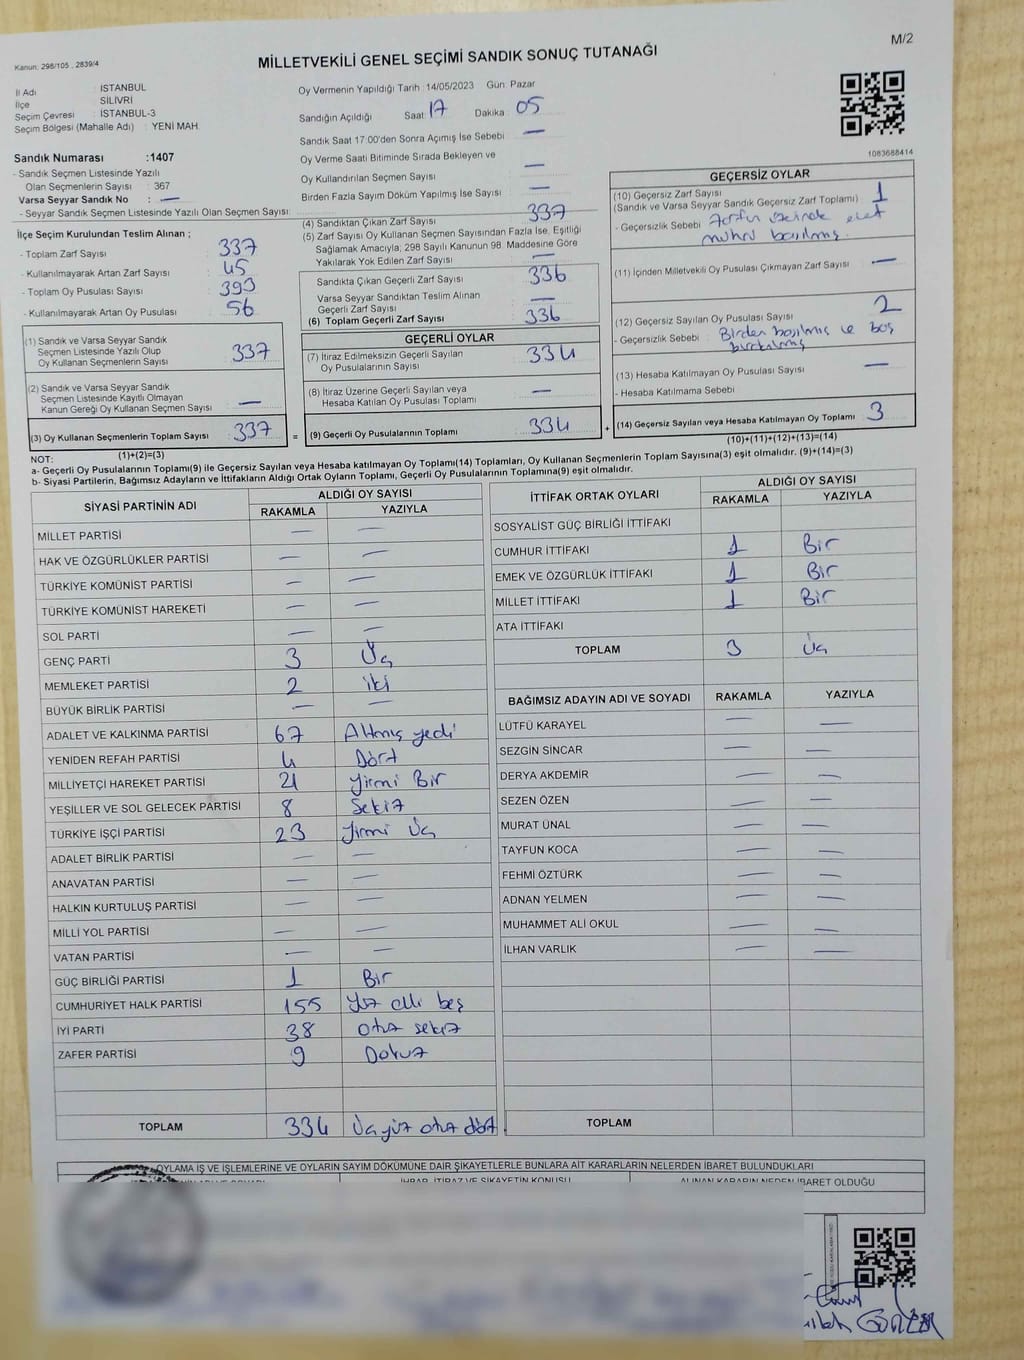 Kanun: 298/105 , 2839/4
MİLLETVEKİLİ GENEL SEÇİMİ SANDIK SONUÇ TUTANAĞI
M/2
İl Adı : İSTANBUL
İlçe : SİLİVRİ
Seçim Çevresi : İSTANBUL-3
Seçim Bölgesi (Mahalle Adı) : YENİ MAH.
Oy Vermenin Yapıldığı Tarih :14/05/2023 Gün: Pazar
Sandığın Açıldığı Saat 17 Dakika 05
Sandık Saat 17:00'den Sonra Açımış İse Sebebi —
Oy Verme Saati Bitiminde Sırada Bekleyen ve
Oy Kullandırılan Seçmen Sayısı —
Birden Fazla Sayım Döküm Yapılmış İse Sayısı —
1083688414
Sandık Numarası :1407
- Sandık Seçmen Listesinde Yazılı
Olan Seçmenlerin Sayısı : 367
Varsa Seyyar Sandık No : —
- Seyyar Sandık Seçmen Listesinde Yazılı Olan Seçmen Sayısı:
İlçe Seçim Kurulundan Teslim Alınan ;
- Toplam Zarf Sayısı : 337
- Kullanılmayarak Artan Zarf Sayısı : 45
- Toplam Oy Pusulası Sayısı : 393
- Kullanılmayarak Artan Oy Pusulası : 56
(1) Sandık ve Varsa Seyyar Sandık
Seçmen Listesinde Yazılı Olup
Oy Kullanan Seçmenlerin Sayısı : 337
(2) Sandık ve Varsa Seyyar Sandık
Seçmen Listesinde Kayıtlı Olmayan
Kanun Gereği Oy Kullanan Seçmen Sayısı : —
(3) Oy Kullanan Seçmenlerin Toplam Sayısı : 337
(1)+(2)=(3)
(4) Sandıktan Çıkan Zarf Sayısı : 337
(5) Zarf Sayısı Oy Kullanan Seçmen Sayısından Fazla İse, Eşitliği
Sağlamak Amacıyla; 298 Sayılı Kanunun 98. Maddesine Göre
Yakılarak Yok Edilen Zarf Sayısı : —
Sandıkta Çıkan Geçerli Zarf Sayısı : 336
Varsa Seyyar Sandıktan Teslim Alınan
Geçerli Zarf Sayısı : —
(6) Toplam Geçerli Zarf Sayısı : 336
GEÇERLİ OYLAR
(7) İtiraz Edilmeksizin Geçerli Sayılan
Oy Pusulalarının Sayısı : 334
(8) İtiraz Üzerine Geçerli Sayılan veya
Hesaba Katılan Oy Pusulası Toplamı : —
= (9) Geçerli Oy Pusulalarının Toplamı : 334
GEÇERSİZ OYLAR
(10) Geçersiz Zarf Sayısı
(Sandık ve Varsa Seyyar Sandık Geçersiz Zarf Toplamı) : 1
- Geçersizlik Sebebi : Zarfın üzerinde evet
mührü basılmış.
(11) İçinden Milletvekili Oy Pusulası Çıkmayan Zarf Sayısı : —
(12) Geçersiz Sayılan Oy Pusulası Sayısı : 2
- Geçersizlik Sebebi : Birden basılmış ve boş
bırakılmış
(13) Hesaba Katılmayan Oy Pusulası Sayısı : —
- Hesaba Katılmama Sebebi
+ (14) Geçersiz Sayılan veya Hesaba Katılmayan Oy Toplamı : 3
(10)+(11)+(12)+(13)=(14)
NOT:
a- Geçerli Oy Pusulalarının Toplamı(9) ile Geçersiz Sayılan veya Hesaba katılmayan Oy Toplamı(14) Toplamları, Oy Kullanan Seçmenlerin Toplam Sayısına(3) eşit olmalıdır. (9)+(14)=(3)
b- Siyasi Partilerin, Bağımsız Adayların ve İttifakların Aldığı Ortak Oyların Toplamı, Geçerli Oy Pusulalarının Toplamına(9) eşit olmalıdır.
SİYASİ PARTİNİN ADI ALDIĞI OY SAYISI
RAKAMLA YAZIYLA
MİLLET PARTİSİ — —
HAK VE ÖZGÜRLÜKLER PARTİSİ — —
TÜRKİYE KOMÜNİST PARTİSİ — —
TÜRKİYE KOMÜNİST HAREKETİ — —
SOL PARTİ — —
GENÇ PARTİ 3 Üç
MEMLEKET PARTİSİ 2 iki
BÜYÜK BİRLİK PARTİSİ — —
ADALET VE KALKINMA PARTİSİ 67 Altmış yedi
YENİDEN REFAH PARTİSİ 4 Dört
MİLLİYETÇİ HAREKET PARTİSİ 21 Yirmi Bir
YEŞİLLER VE SOL GELECEK PARTİSİ 8 Sekiz
TÜRKİYE İŞÇİ PARTİSİ 23 Yirmi Üç
ADALET BİRLİK PARTİSİ — —
ANAVATAN PARTİSİ — —
HALKIN KURTULUŞ PARTİSİ — —
MİLLİ YOL PARTİSİ — —
VATAN PARTİSİ — —
GÜÇ BİRLİĞİ PARTİSİ 1 Bir
CUMHURİYET HALK PARTİSİ 155 Yüz elli beş
İYİ PARTİ 38 otuz sekiz
ZAFER PARTİSİ 9 Dokuz
TOPLAM 334 Üçyüz otuz dört
İTTİFAK ORTAK OYLARI ALDIĞI OY SAYISI
RAKAMLA YAZIYLA
SOSYALİST GÜÇ BİRLİĞİ İTTİFAKI
CUMHUR İTTİFAKI 1 Bir
EMEK VE ÖZGÜRLÜK İTTİFAKI 1 Bir
MİLLET İTTİFAKI 1 Bir
ATA İTTİFAKI
TOPLAM 3 Üç
BAĞIMSIZ ADAYIN ADI VE SOYADI RAKAMLA YAZIYLA
LÜTFÜ KARAYEL — —
SEZGİN SİNCAR — —
DERYA AKDEMİR — —
SEZEN ÖZEN — —
MURAT ÜNAL — —
TAYFUN KOCA — —
FEHMİ ÖZTÜRK — —
ADNAN YELMEN — —
MUHAMMET ALİ OKUL — —
İLHAN VARLIK — —
TOPLAM
OYLAMA İŞ VE İŞLEMLERİNE VE OYLARIN SAYIM DÖKÜMÜNE DAİR ŞİKAYETLERLE BUNLARA AİT KARARLARIN NELERDEN İBARET BULUNDUKLARI
İHBAR, İTİRAZ VE ŞİKAYETİN KONUSU ALINAN KARARIN NEDEN İBARET OLDUĞU